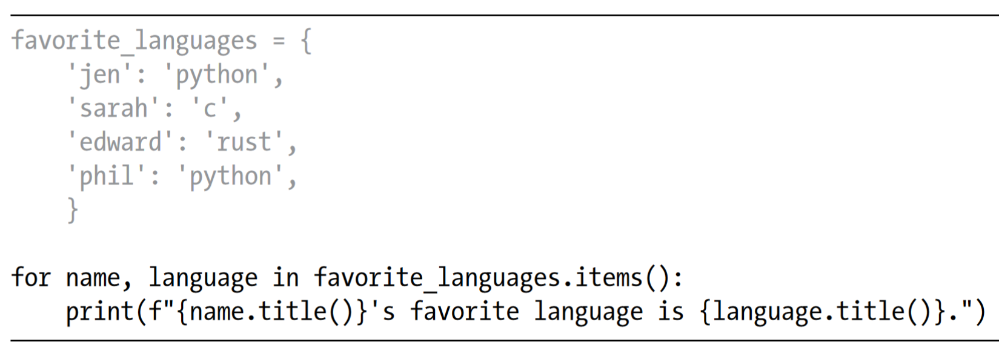 favorite_languages = {
    'jen': 'python',
    'sarah': 'c',
    'edward': 'rust',
    'phil': 'python',
    }

for name, language in favorite_languages.items():
    print(f"{name.title()}'s favorite language is {language.title()}.")